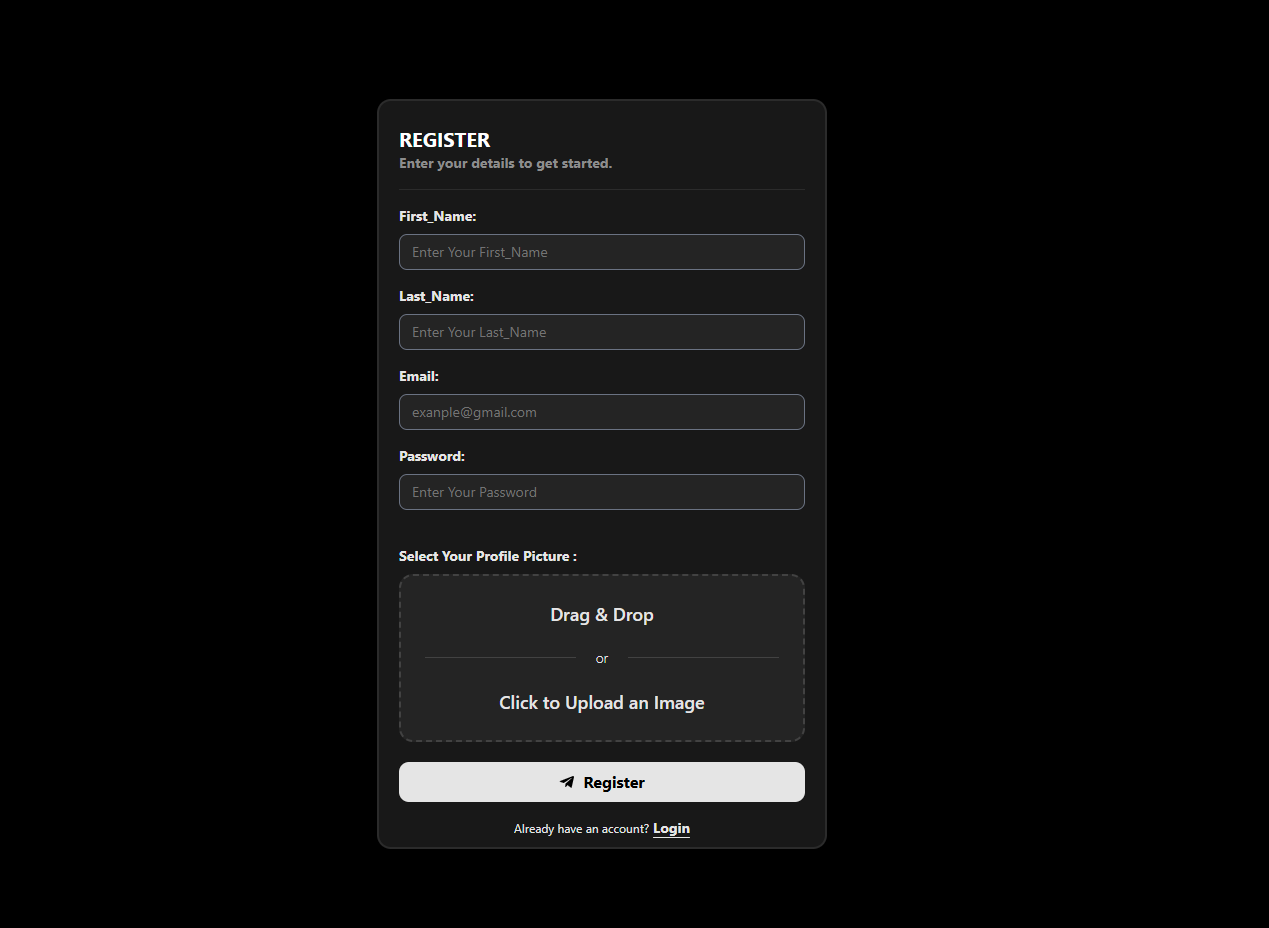 REGISTER
Enter your details to get started.
First_Name:
Enter Your First_Name
Last_Name:
Enter Your Last_Name
Email:
exanple@gmail.com
Password:
Enter Your Password
Select Your Profile Picture :
Drag & Drop
or
Click to Upload an Image
Register
Already have an account? Login